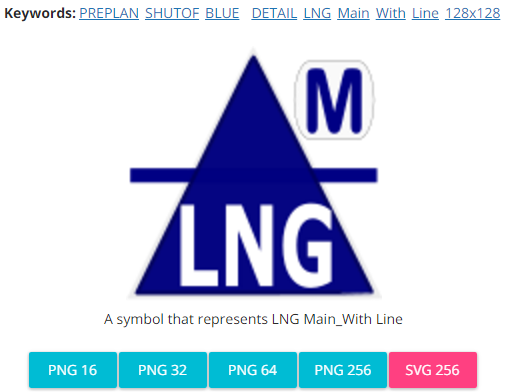 Keywords: PREPLAN SHUTOF BLUE DETAIL LNG Main With Line 128x128
M
LNG
A symbol that represents LNG Main_With Line
PNG 16 PNG 32 PNG 64 PNG 256 SVG 256